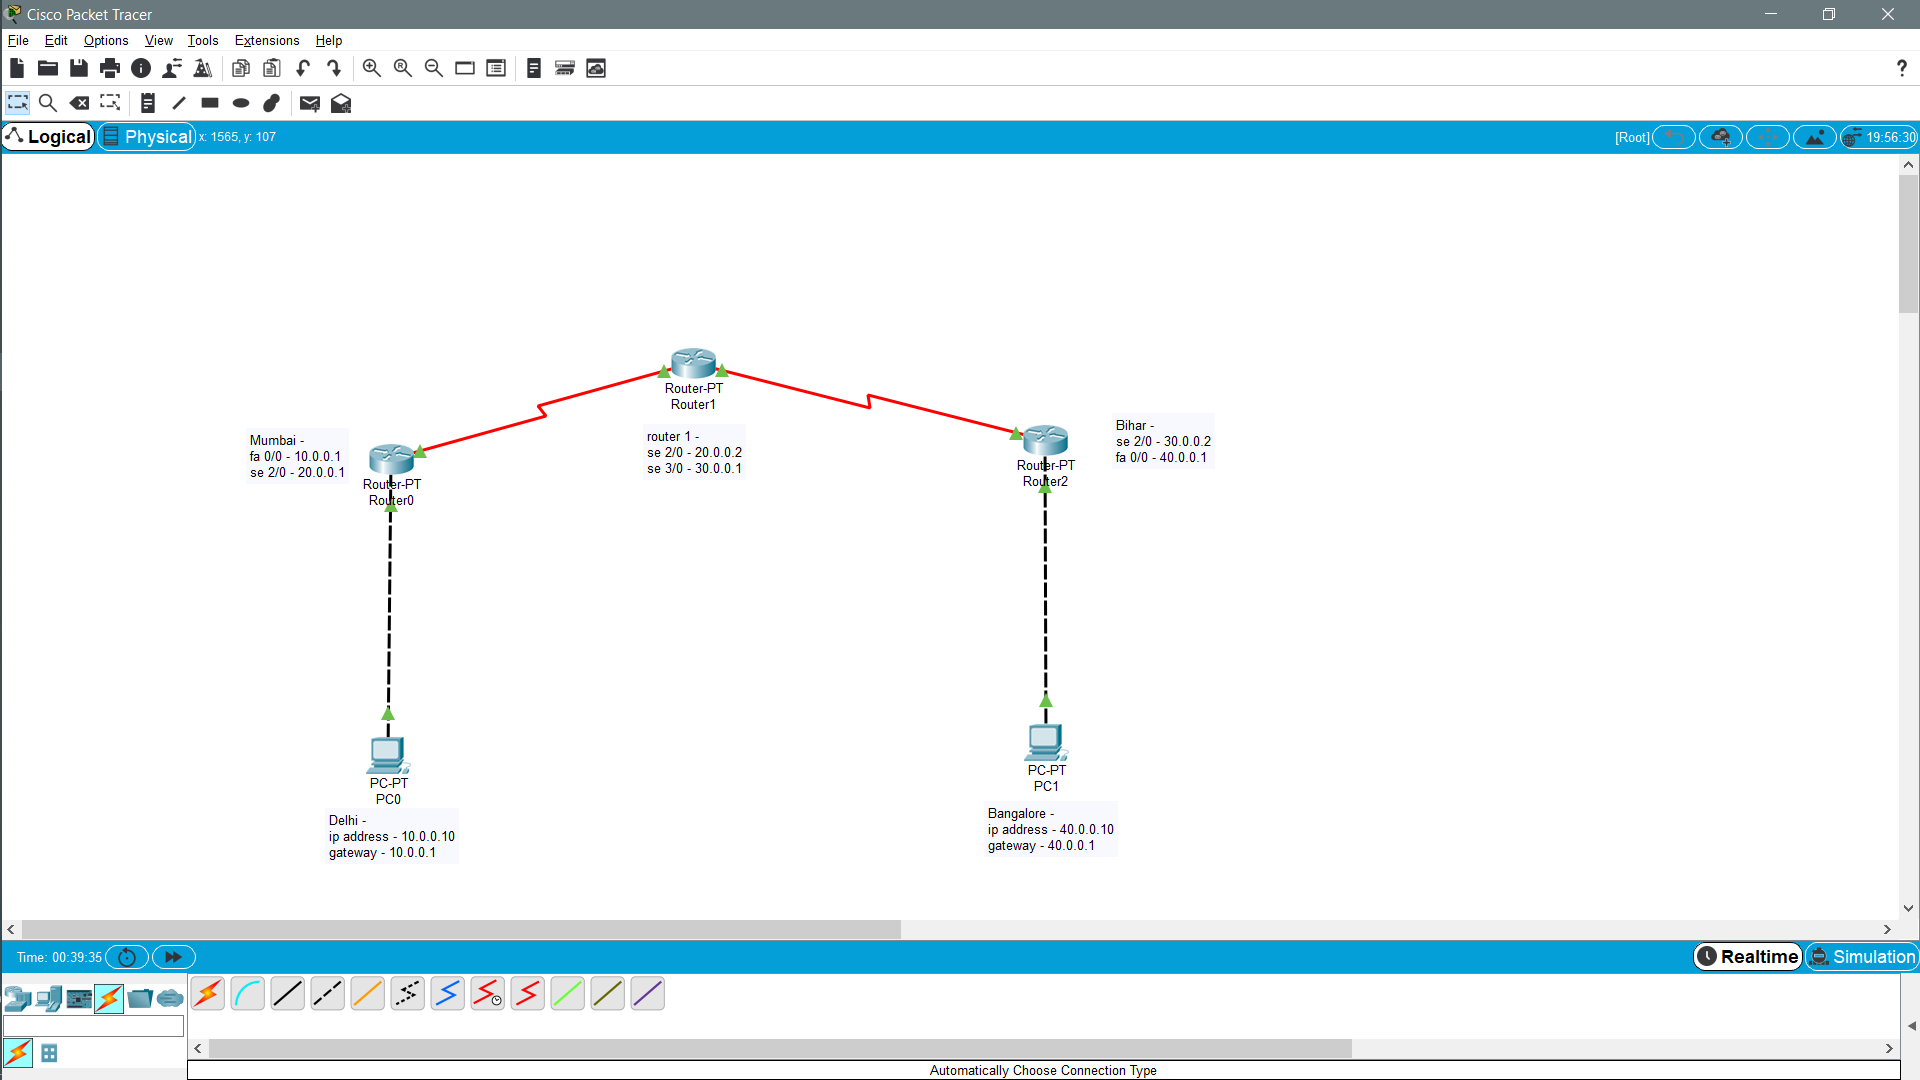 Cisco Packet Tracer
File Edit Options View Tools Extensions Help
?
Logical Physical x: 1565, y: 107 [Root] 19:56:30
Router-PT
Router1
router 1 -
se 2/0 - 20.0.0.2
se 3/0 - 30.0.0.1
Mumbai -
fa 0/0 - 10.0.0.1
se 2/0 - 20.0.0.1
Router-PT
Router0
Bihar -
se 2/0 - 30.0.0.2
fa 0/0 - 40.0.0.1
Router-PT
Router2
PC-PT
PC0
Delhi -
ip address - 10.0.0.10
gateway - 10.0.0.1
PC-PT
PC1
Bangalore -
ip address - 40.0.0.10
gateway - 40.0.0.1
Time: 00:39:35 Realtime Simulation
Automatically Choose Connection Type